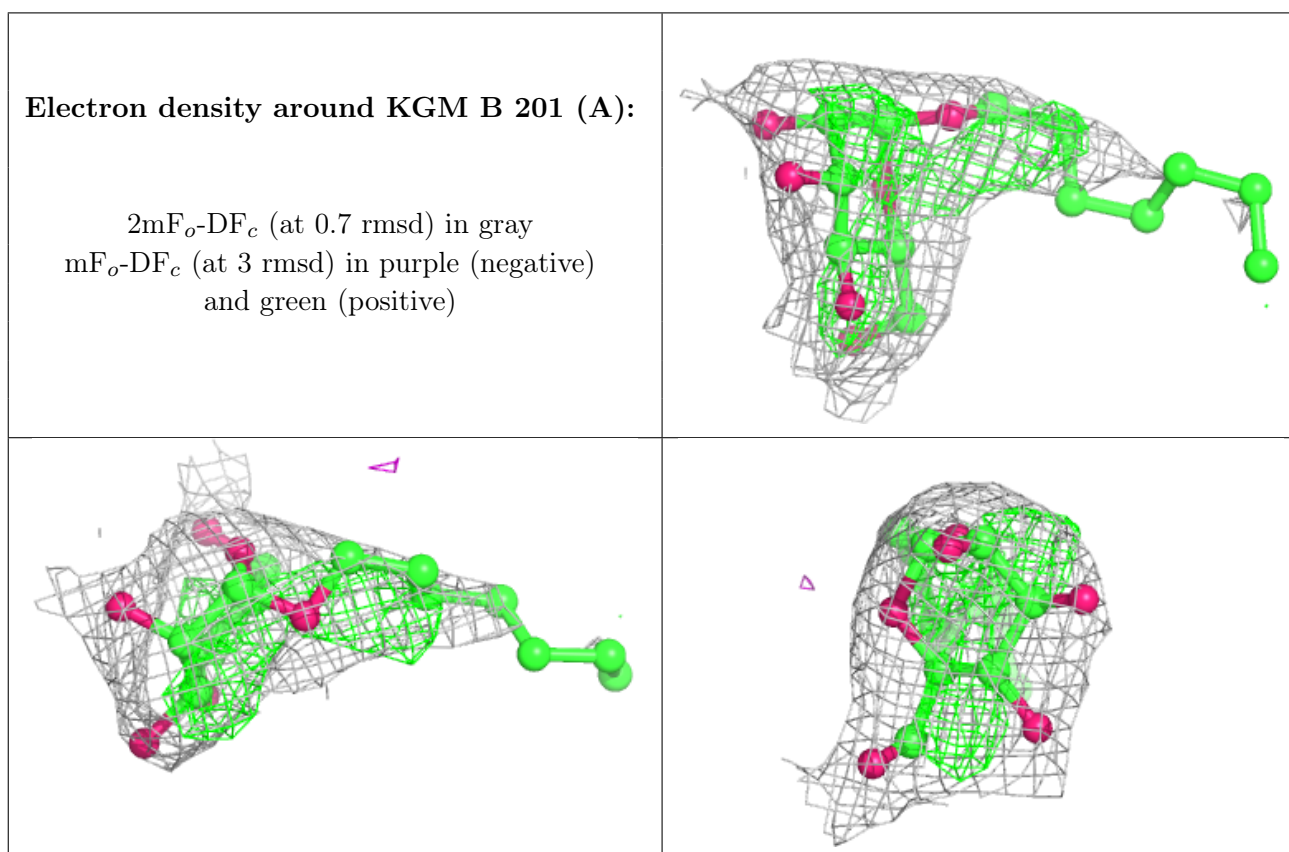 Electron density around KGM B 201 (A):
2mFo-DFc (at 0.7 rmsd) in gray
mFo-DFc (at 3 rmsd) in purple (negative)
and green (positive)